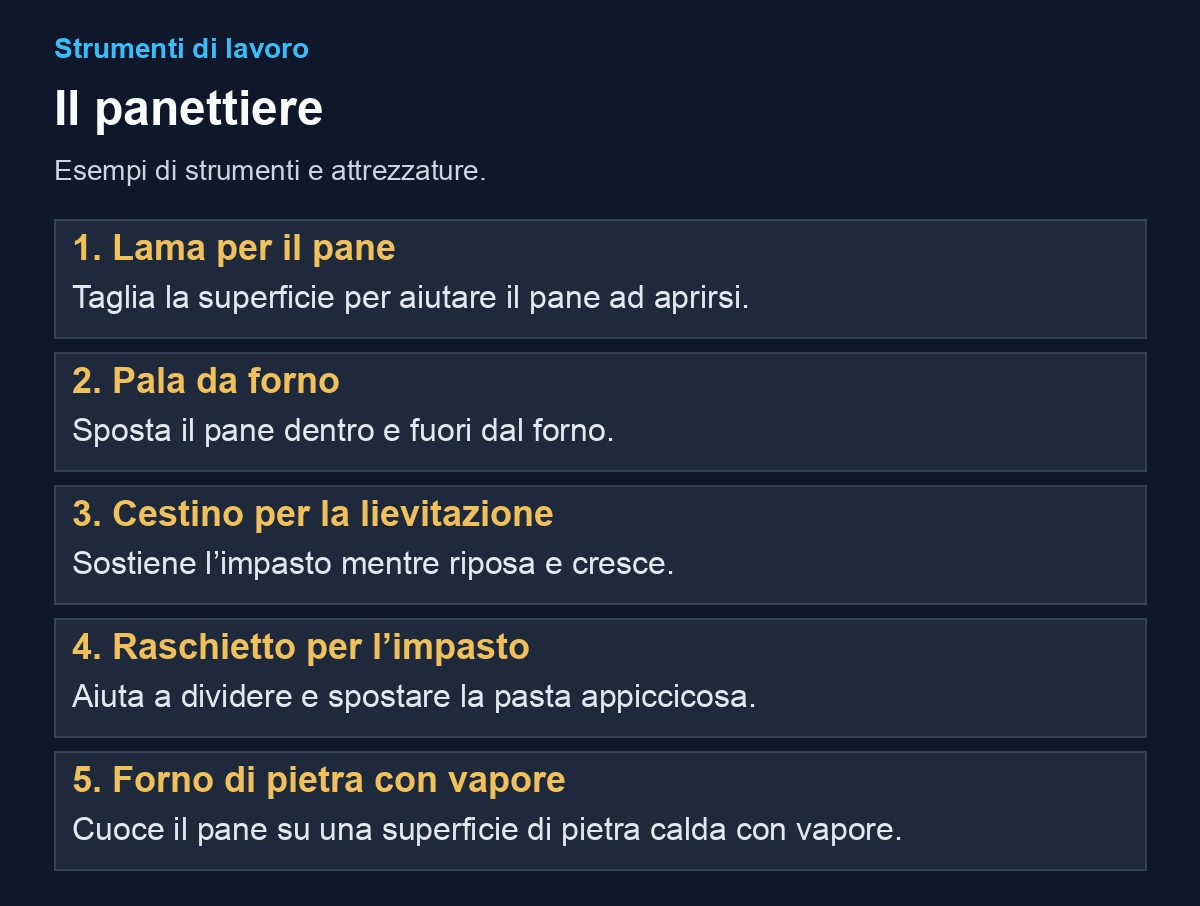 Strumenti di lavoro
Il panettiere
Esempi di strumenti e attrezzature.
1. Lama per il pane
Taglia la superficie per aiutare il pane ad aprirsi.
2. Pala da forno
Sposta il pane dentro e fuori dal forno.
3. Cestino per la lievitazione
Sostiene l’impasto mentre riposa e cresce.
4. Raschietto per l’impasto
Aiuta a dividere e spostare la pasta appiccicosa.
5. Forno di pietra con vapore
Cuoce il pane su una superficie di pietra calda con vapore.